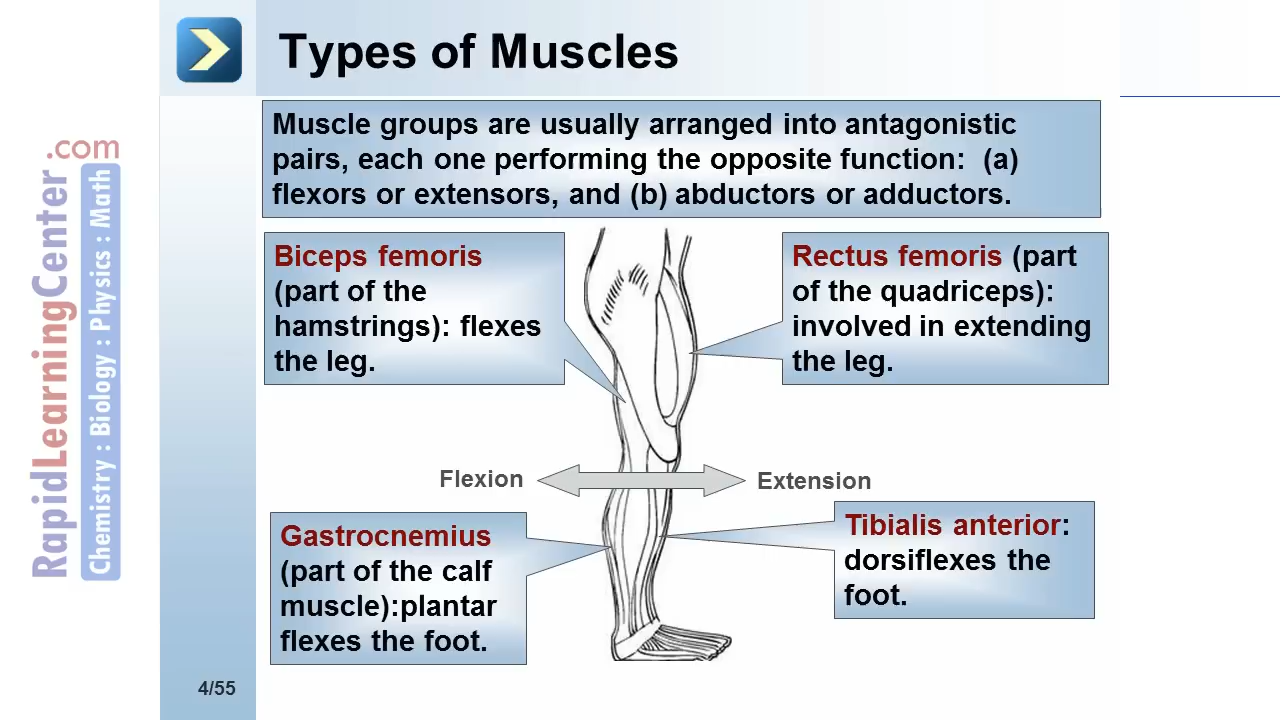 Types of Muscles
Muscle groups are usually arranged into antagonistic
pairs, each one performing the opposite function: (a)
flexors or extensors, and (b) abductors or adductors.
Biceps femoris
(part of the
hamstrings): flexes
the leg.
Rectus femoris (part
of the quadriceps):
involved in extending
the leg.
Flexion
Extension
Gastrocnemius
(part of the calf
muscle):plantar
flexes the foot.
Tibialis anterior:
dorsiflexes the
foot.
RapidLearningCenter.com
Chemistry : Biology : Physics : Math
4/55